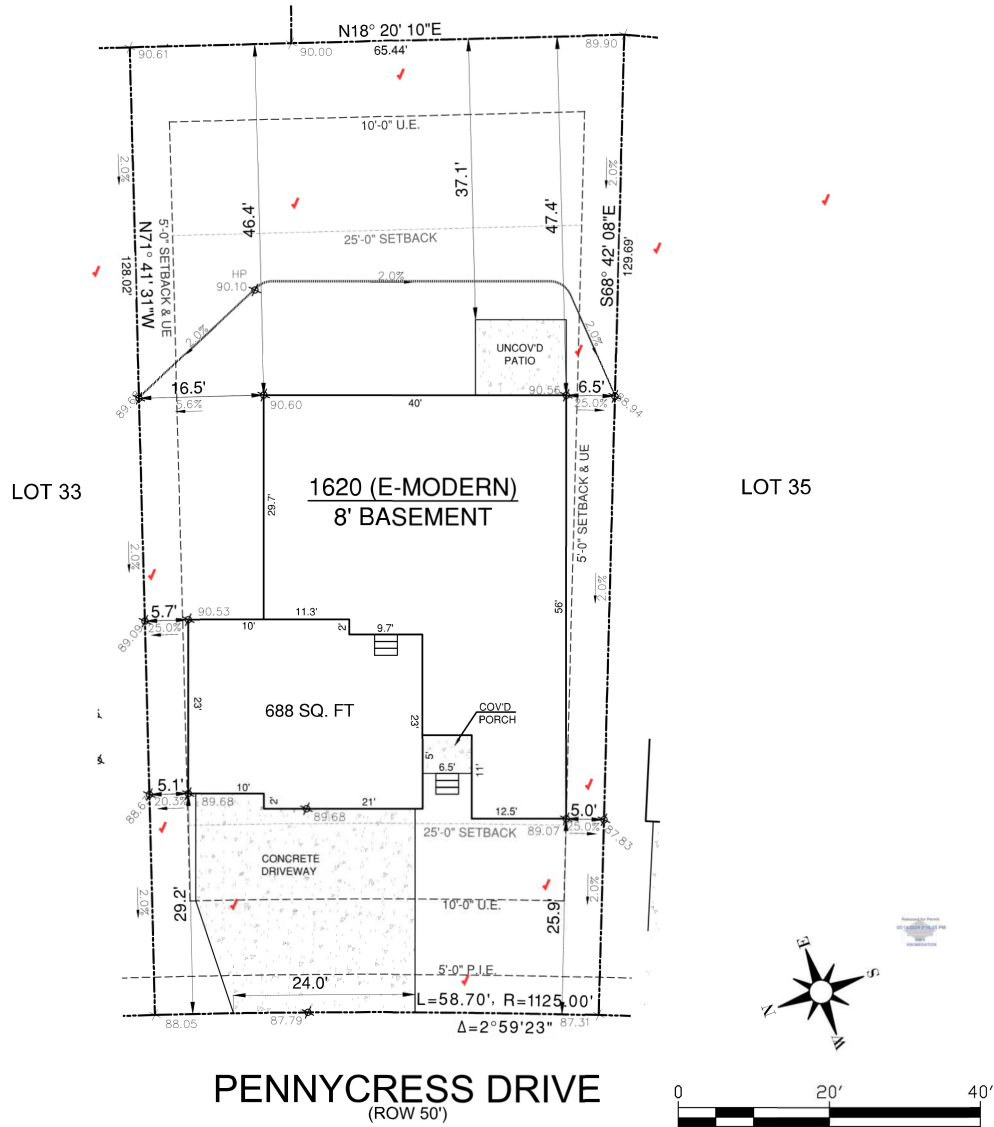 N18° 20' 10"E
65.44'
90.61
90.00
89.90
10'-0" U.E.
2.0%
2.0%
37.1'
46.4'
47.4'
N71° 41' 31"W
128.02'
5'-0" SETBACK & UE
25'-0" SETBACK
S68° 42' 08"E
129.69'
HP
90.10
2.0%
2.0%
2.0%
UNCOV'D
PATIO
16.5'
90.56
6.5'
5.6%
90.60
40'
25.0%
88.94
LOT 33
1620 (E-MODERN)
8' BASEMENT
LOT 35
29.7'
5'-0" SETBACK & UE
2.0%
2.0%
56'
5.7'
90.53
11.3'
25.0%
10'
2'
9.7'
89.09
23'
688 SQ. FT
23'
COV'D
PORCH
5'
6.5'
11'
5.1'
10'
20.3%
89.68
2'
21'
12.5'
5.0'
89.68
25'-0" SETBACK
89.07
25.0%
87.83
CONCRETE
DRIVEWAY
2.0%
29.2'
10'-0" U.E.
25.9'
2.0%
5'-0" P.I.E.
24.0'
L=58.70', R=1125.00'
88.05
87.79
Δ=2°59'23"
87.31
E
S
N
W
PENNYCRESS DRIVE
(ROW 50')
0 20' 40'